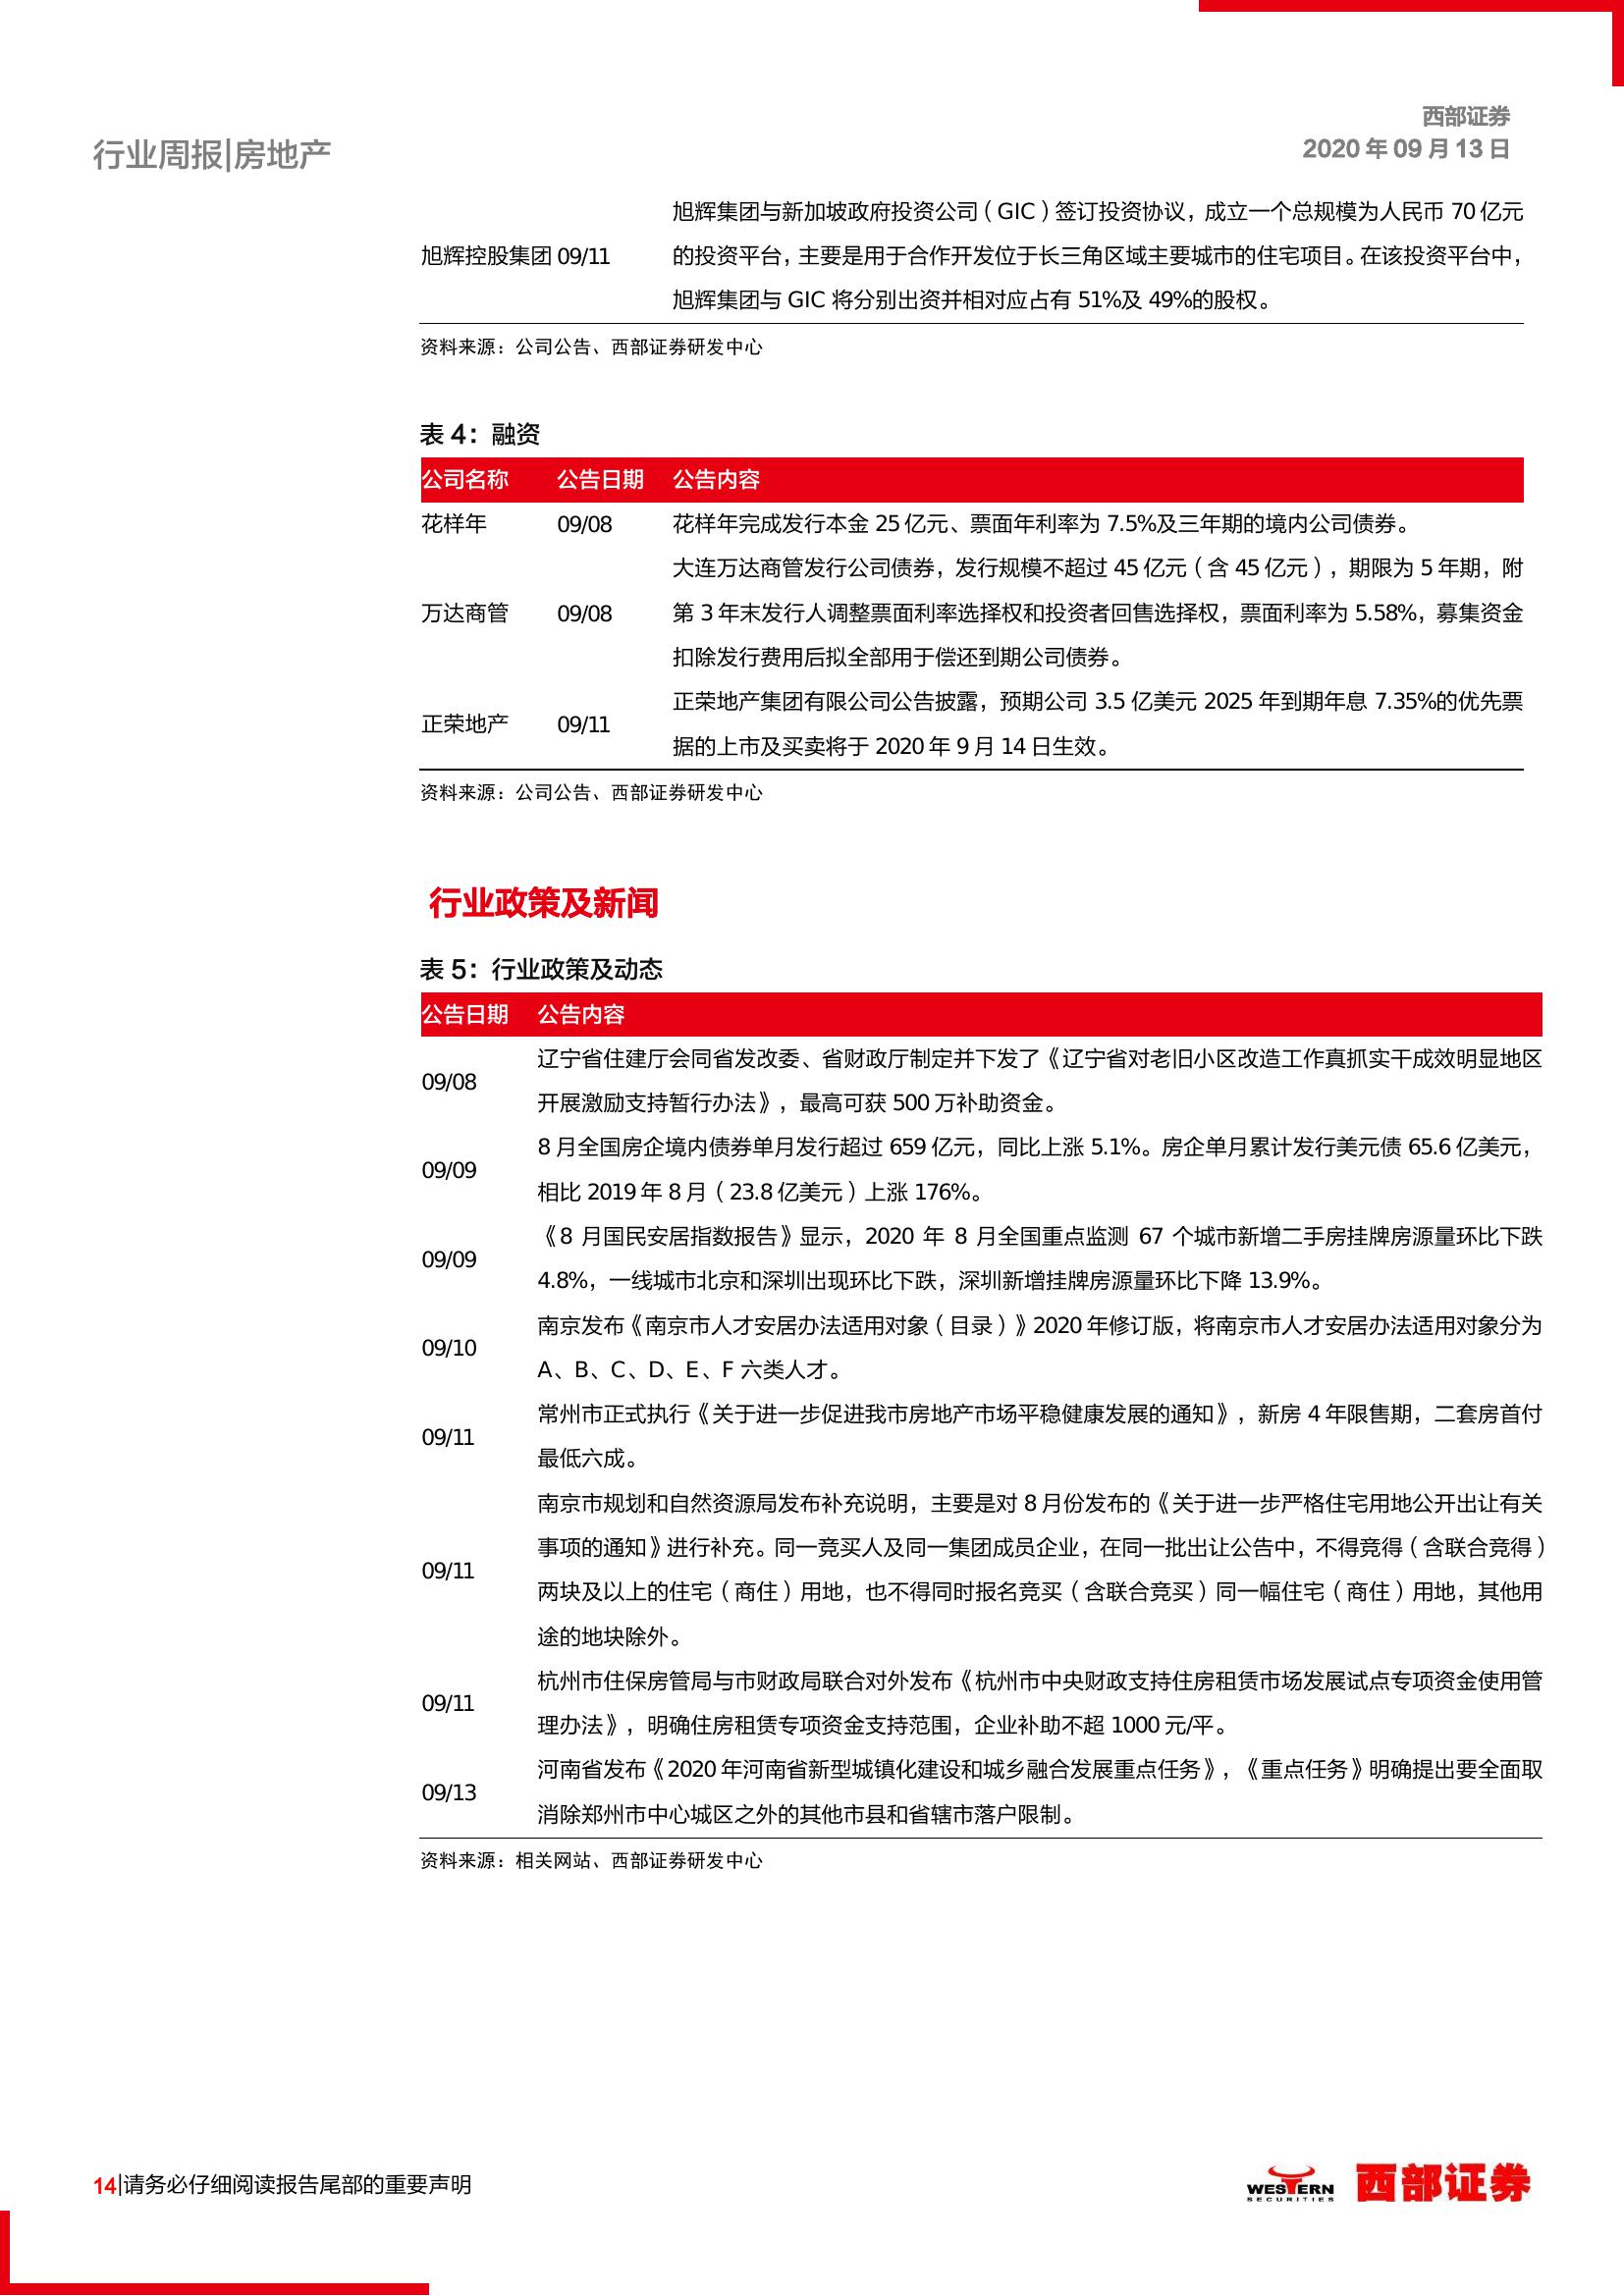 西部证券
行业周报|房地产
2020 年 09 月 13 日
旭辉控股集团 09/11
旭辉集团与新加坡政府投资公司（GIC）签订投资协议，成立一个总规模为人民币 70 亿元
的投资平台，主要是用于合作开发位于长三角区域主要城市的住宅项目。在该投资平台中，
旭辉集团与 GIC 将分别出资并相对应占有 51%及 49%的股权。
资料来源：公司公告、西部证券研发中心
表 4：融资
公司名称 公告日期 公告内容
花样年 09/08 花样年完成发行本金 25 亿元、票面年利率为 7.5%及三年期的境内公司债券。
万达商管 09/08
大连万达商管发行公司债券，发行规模不超过 45 亿元（含 45 亿元），期限为 5 年期，附
第 3 年末发行人调整票面利率选择权和投资者回售选择权，票面利率为 5.58%，募集资金
扣除发行费用后拟全部用于偿还到期公司债券。
正荣地产 09/11
正荣地产集团有限公司公告披露，预期公司 3.5 亿美元 2025 年到期年息 7.35%的优先票
据的上市及买卖将于 2020 年 9 月 14 日生效。
资料来源：公司公告、西部证券研发中心
行业政策及新闻
表 5：行业政策及动态
公告日期 公告内容
09/08
辽宁省住建厅会同省发改委、省财政厅制定并下发了《辽宁省对老旧小区改造工作真抓实干成效明显地区
开展激励支持暂行办法》，最高可获 500 万补助资金。
09/09
8 月全国房企境内债券单月发行超过 659 亿元，同比上涨 5.1%。房企单月累计发行美元债 65.6 亿美元，
相比 2019 年 8 月（23.8 亿美元）上涨 176%。
09/09
《8 月国民安居指数报告》显示，2020 年 8 月全国重点监测 67 个城市新增二手房挂牌房源量环比下跌
4.8%，一线城市北京和深圳出现环比下跌，深圳新增挂牌房源量环比下降 13.9%。
09/10
南京发布《南京市人才安居办法适用对象（目录）》2020 年修订版，将南京市人才安居办法适用对象分为
A、B、C、D、E、F 六类人才。
09/11
常州市正式执行《关于进一步促进我市房地产市场平稳健康发展的通知》，新房 4 年限售期，二套房首付
最低六成。
09/11
南京市规划和自然资源局发布补充说明，主要是对 8 月份发布的《关于进一步严格住宅用地公开出让有关
事项的通知》进行补充。同一竞买人及同一集团成员企业，在同一批出让公告中，不得竞得（含联合竞得）
两块及以上的住宅（商住）用地，也不得同时报名竞买（含联合竞买）同一幅住宅（商住）用地，其他用
途的地块除外。
09/11
杭州市住保房管局与市财政局联合对外发布《杭州市中央财政支持住房租赁市场发展试点专项资金使用管
理办法》，明确住房租赁专项资金支持范围，企业补助不超 1000 元/平。
09/13
河南省发布《2020 年河南省新型城镇化建设和城乡融合发展重点任务》，《重点任务》明确提出要全面取
消除郑州市中心城区之外的其他市县和省辖市落户限制。
资料来源：相关网站、西部证券研发中心
14|请务必仔细阅读报告尾部的重要声明
WESTERN
SECURITIES
西部证券